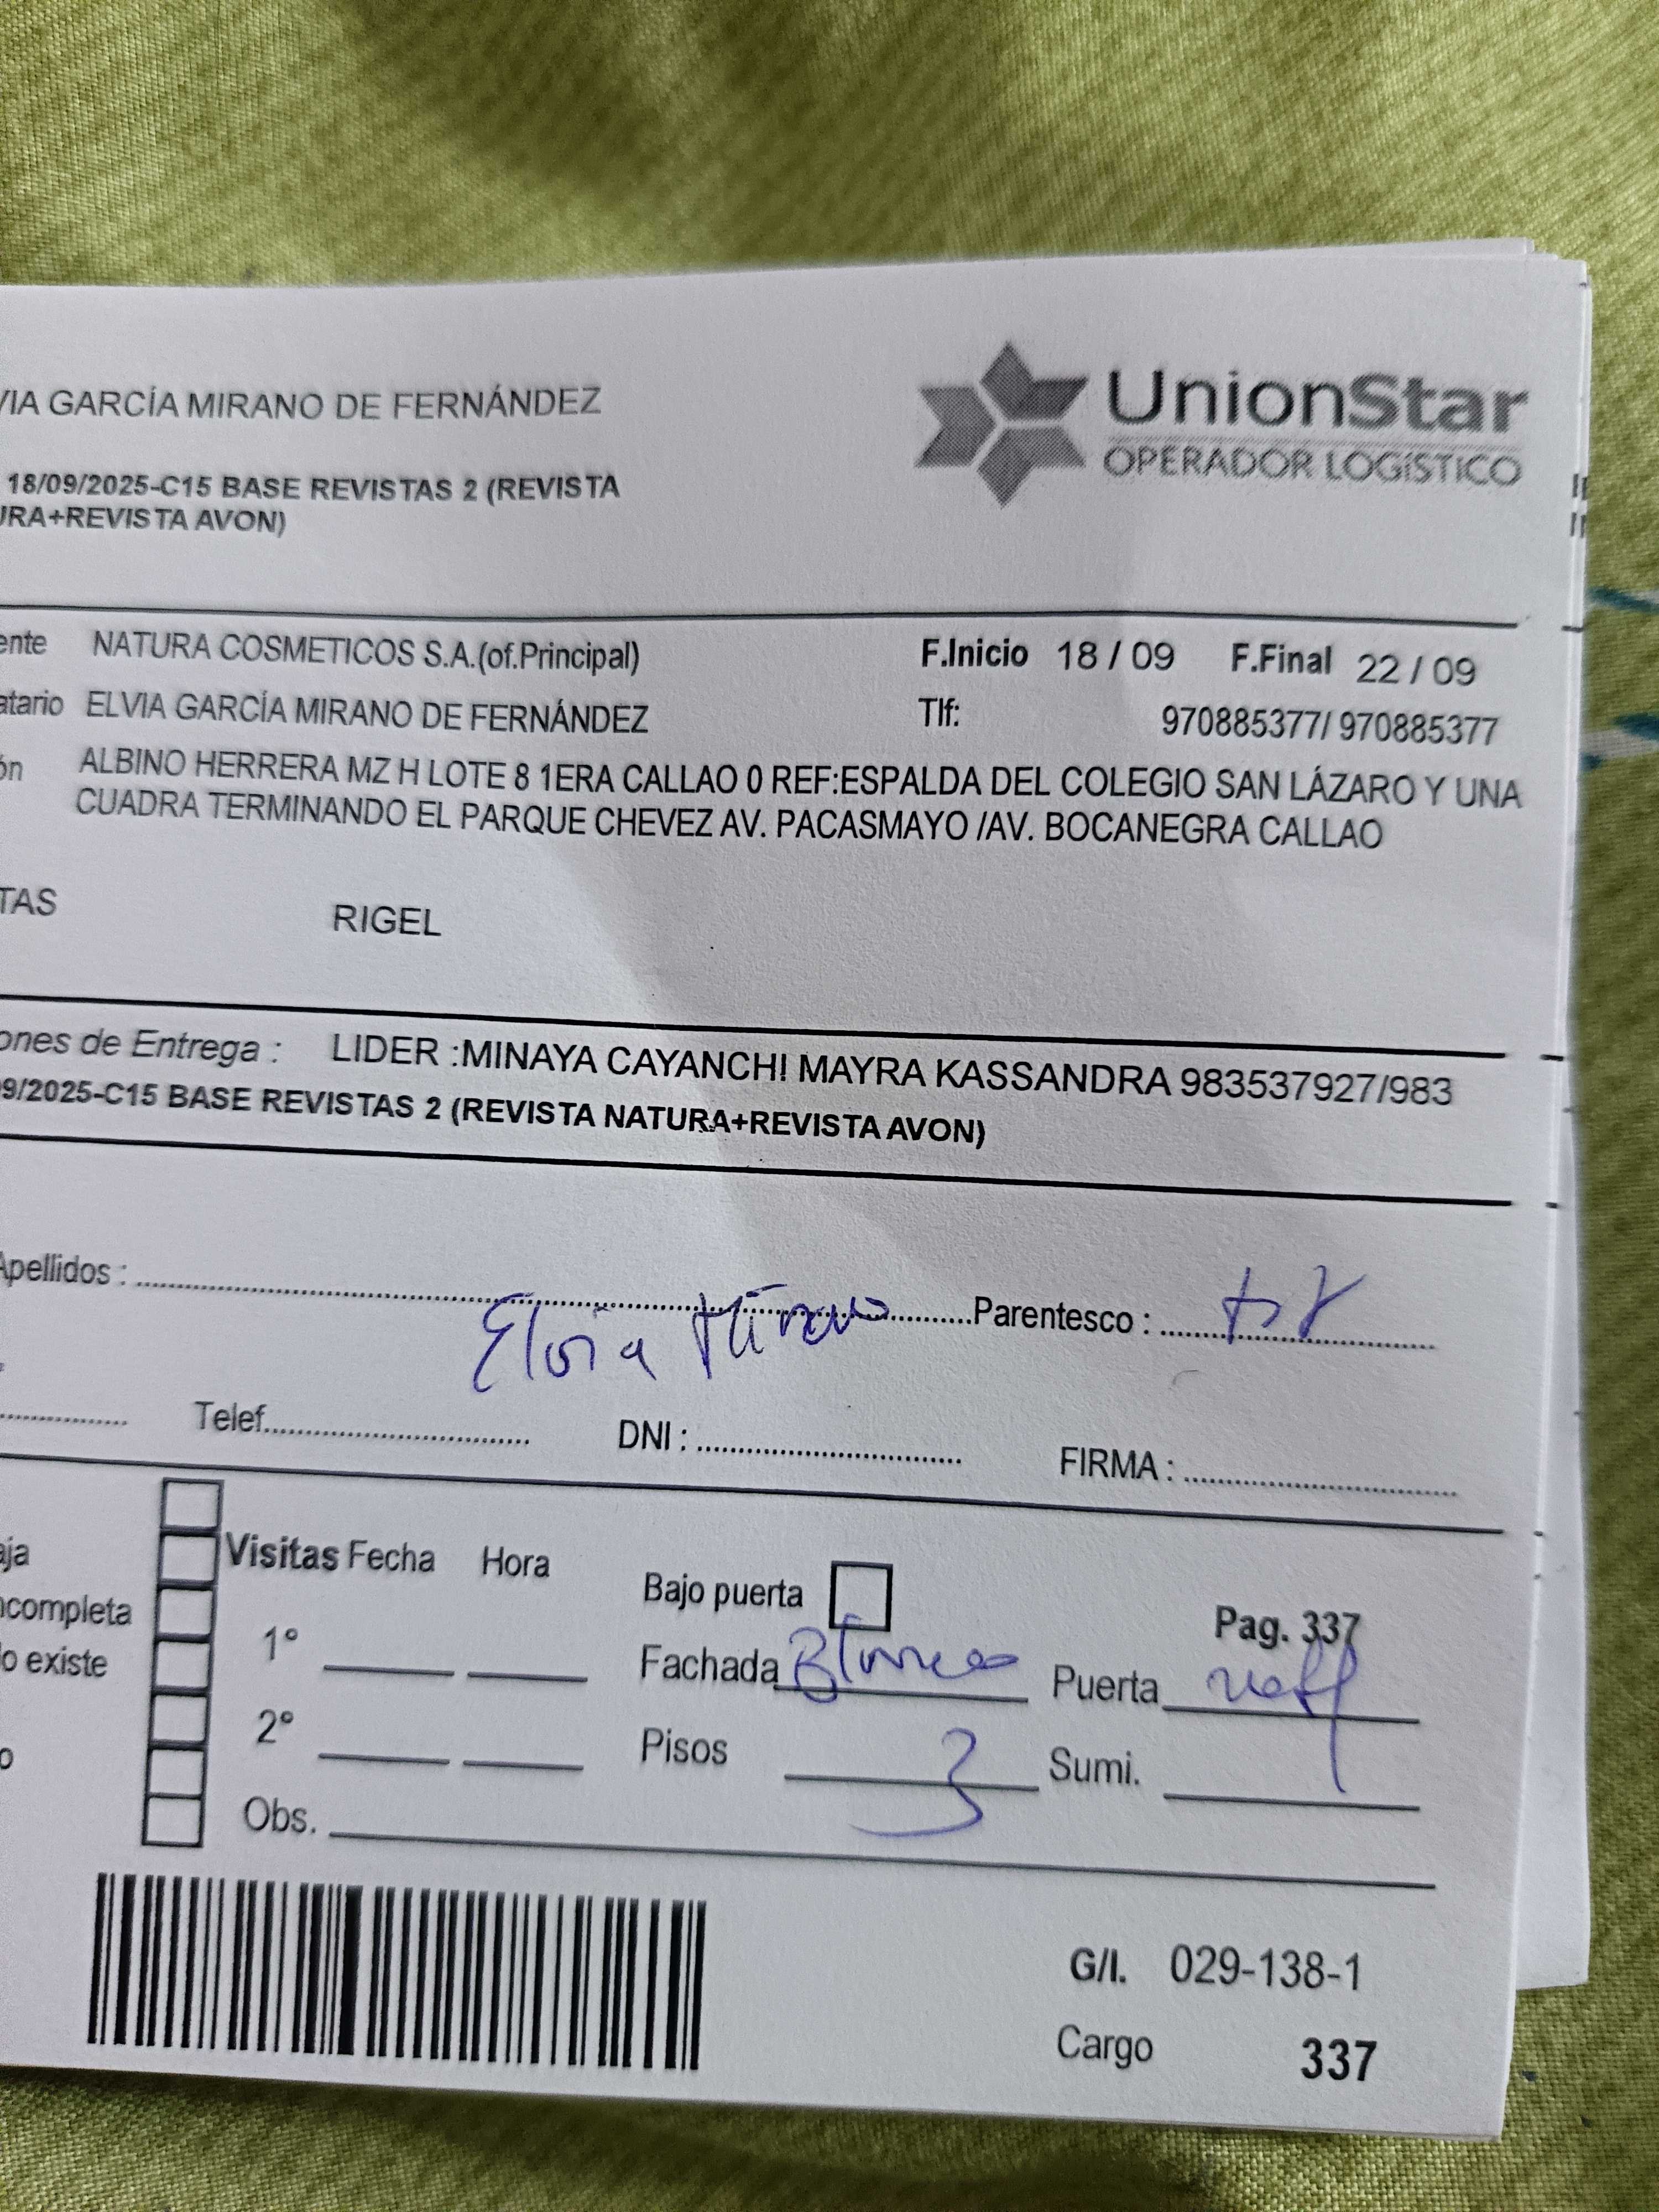 VIA GARCÍA MIRANO DE FERNÁNDEZ
UnionStar
OPERADOR LOGÍSTICO
18/09/2025-C15 BASE REVISTAS 2 (REVISTA
URA+REVISTA AVON)
ente NATURA COSMETICOS S.A.(of.Principal) F.Inicio 18 / 09 F.Final 22 / 09
atario ELVIA GARCÍA MIRANO DE FERNÁNDEZ Tlf: 970885377/ 970885377
ón ALBINO HERRERA MZ H LOTE 8 1ERA CALLAO 0 REF:ESPALDA DEL COLEGIO SAN LÁZARO Y UNA
CUADRA TERMINANDO EL PARQUE CHEVEZ AV. PACASMAYO /AV. BOCANEGRA CALLAO
TAS RIGEL
ones de Entrega : LIDER :MINAYA CAYANCHI MAYRA KASSANDRA 983537927/983
09/2025-C15 BASE REVISTAS 2 (REVISTA NATURA+REVISTA AVON)
Apellidos : Elvia Mirano Parentesco :
Telef. DNI : FIRMA :
Visitas Fecha Hora
aja
Bajo puerta
ncompleta
Pag. 337
o existe
1° Fachada Blanco Puerta
2° Pisos 3 Sumi.
o
Obs.
G/I. 029-138-1
Cargo 337